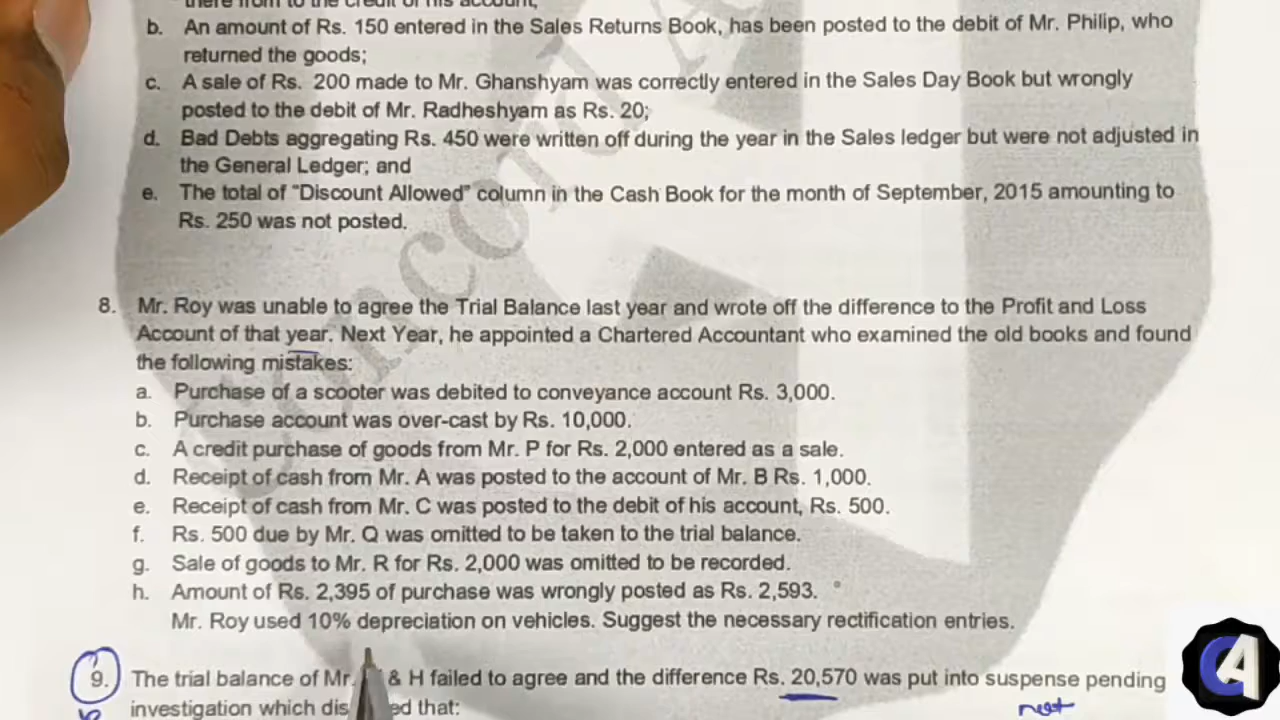 there from to the credit of his account;
b. An amount of Rs. 150 entered in the Sales Returns Book, has been posted to the debit of Mr. Philip, who
returned the goods;
c. A sale of Rs. 200 made to Mr. Ghanshyam was correctly entered in the Sales Day Book but wrongly
posted to the debit of Mr. Radheshyam as Rs. 20;
d. Bad Debts aggregating Rs. 450 were written off during the year in the Sales ledger but were not adjusted in
the General Ledger; and
e. The total of "Discount Allowed" column in the Cash Book for the month of September, 2015 amounting to
Rs. 250 was not posted.
8. Mr. Roy was unable to agree the Trial Balance last year and wrote off the difference to the Profit and Loss
Account of that year. Next Year, he appointed a Chartered Accountant who examined the old books and found
the following mistakes:
a. Purchase of a scooter was debited to conveyance account Rs. 3,000.
b. Purchase account was over-cast by Rs. 10,000.
c. A credit purchase of goods from Mr. P for Rs. 2,000 entered as a sale.
d. Receipt of cash from Mr. A was posted to the account of Mr. B Rs. 1,000.
e. Receipt of cash from Mr. C was posted to the debit of his account, Rs. 500.
f. Rs. 500 due by Mr. Q was omitted to be taken to the trial balance.
g. Sale of goods to Mr. R for Rs. 2,000 was omitted to be recorded.
h. Amount of Rs. 2,395 of purchase was wrongly posted as Rs. 2,593.
Mr. Roy used 10% depreciation on vehicles. Suggest the necessary rectification entries.
9. The trial balance of Mr. & H failed to agree and the difference Rs. 20,570 was put into suspense pending
investigation which that:
CA